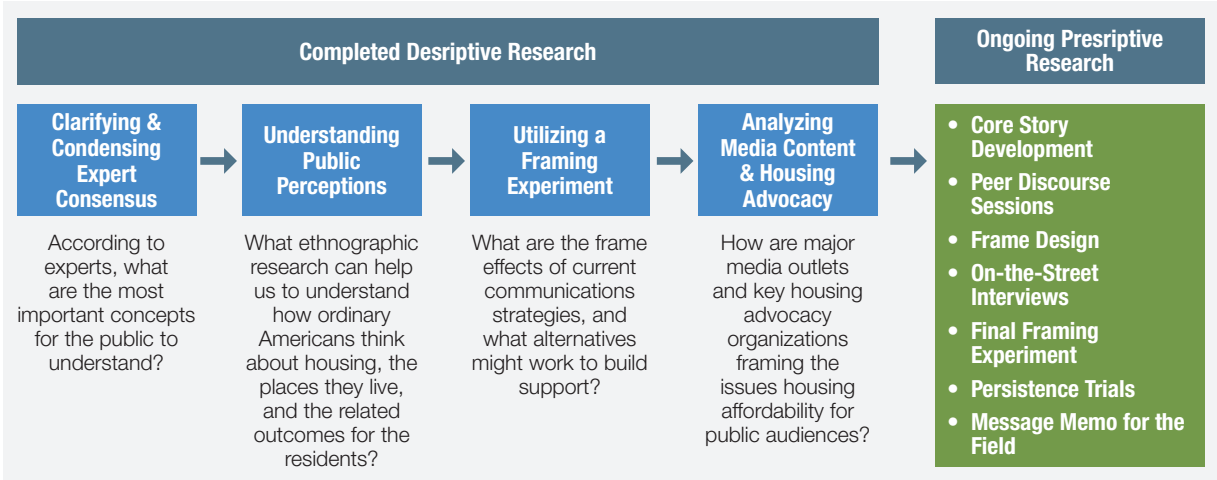 Completed Desriptive Research
Ongoing Presriptive
Research
Clarifying &
Condensing
Expert
Consensus
Understanding
Public
Perceptions
Utilizing a
Framing
Experiment
Analyzing
Media Content
& Housing
Advocacy
According to
experts, what
are the most
important concepts
for the public to
understand?
What ethnographic
research can help
us to understand
how ordinary
Americans think
about housing, the
places they live,
and the related
outcomes for the
residents?
What are the frame
effects of current
communications
strategies, and
what alternatives
might work to build
support?
How are major
media outlets
and key housing
advocacy
organizations
framing the
issues housing
affordability for
public audiences?
• Core Story
Development
• Peer Discourse
Sessions
• Frame Design
• On-the-Street
Interviews
• Final Framing
Experiment
• Persistence Trials
• Message Memo for the
Field